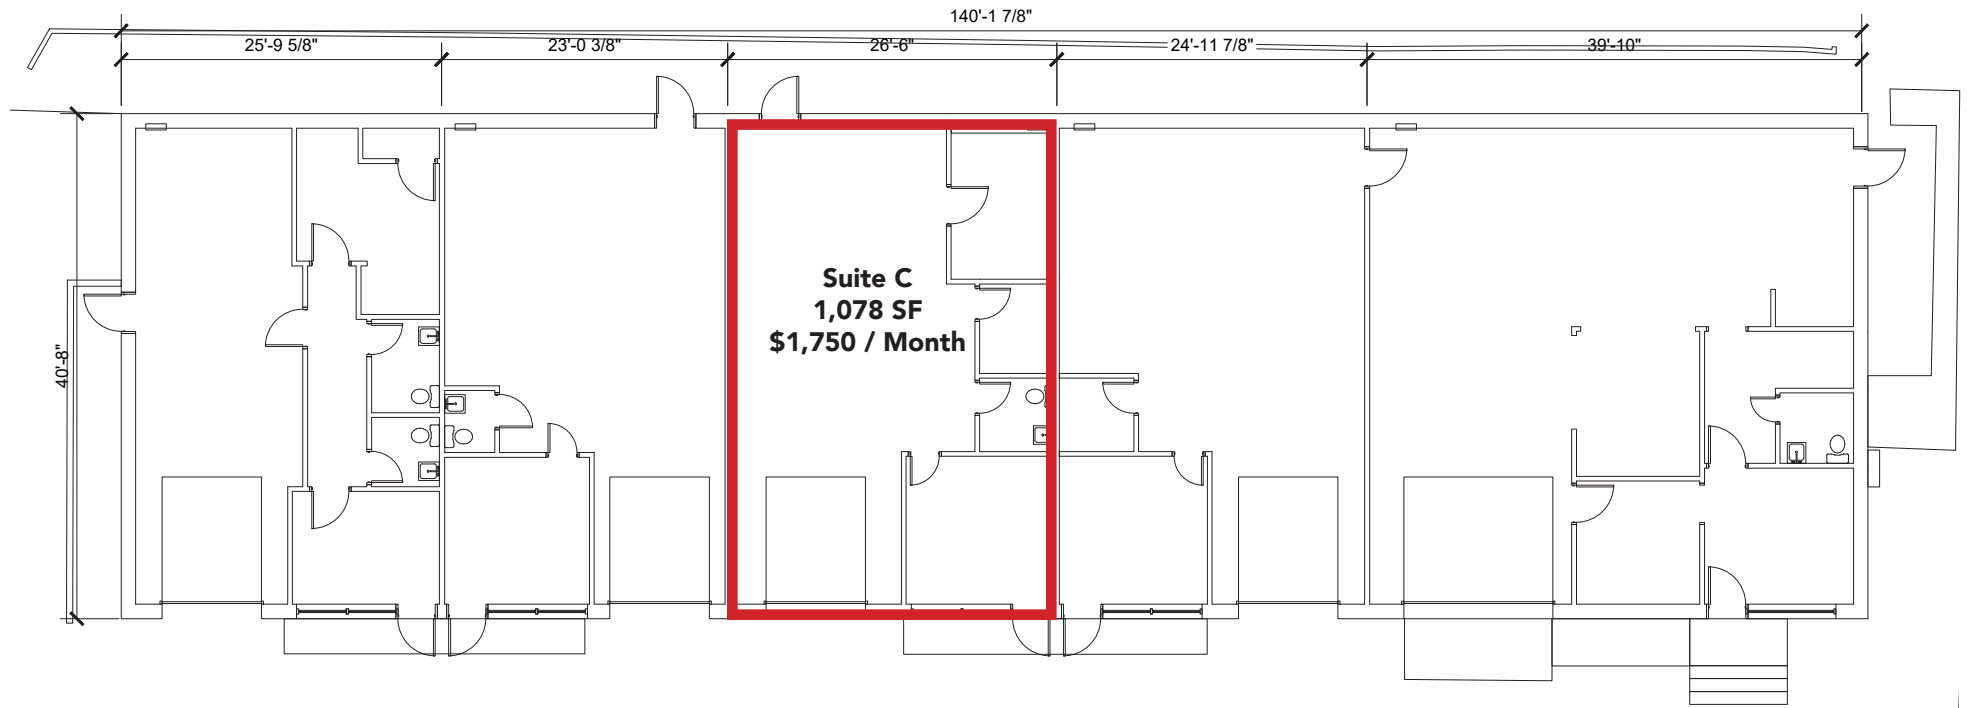 140'-1 7/8"
25'-9 5/8"
23'-0 3/8"
26'-6"
24'-11 7/8"
39'-10"
40'-8"
Suite C
1,078 SF
$1,750 / Month